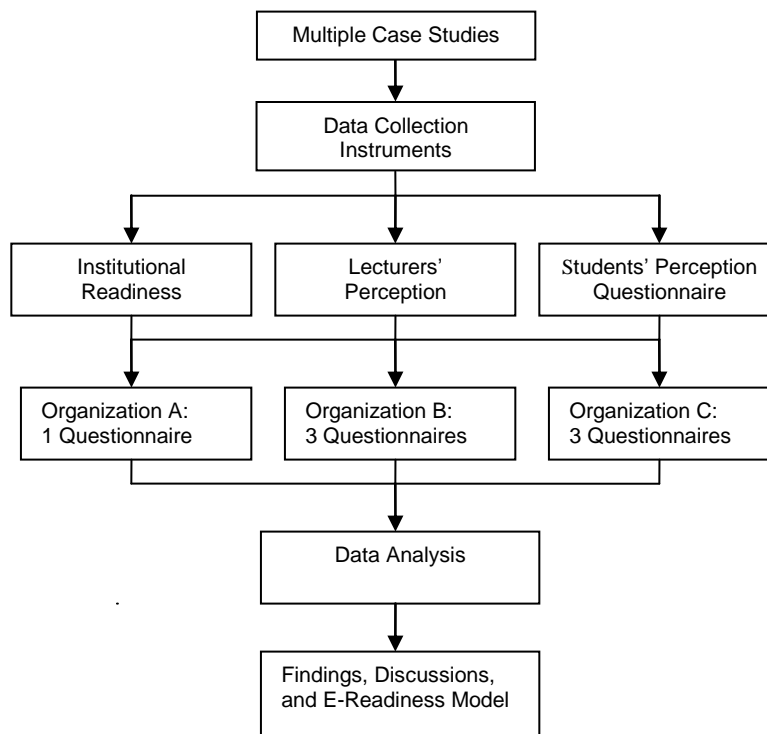 Multiple Case Studies
Data Collection
Instruments
Institutional
Readiness
Lecturers’
Perception
Students’ Perception
Questionnaire
Organization A:
1 Questionnaire
Organization B:
3 Questionnaires
Organization C:
3 Questionnaires
Data Analysis
Findings, Discussions,
and E-Readiness Model